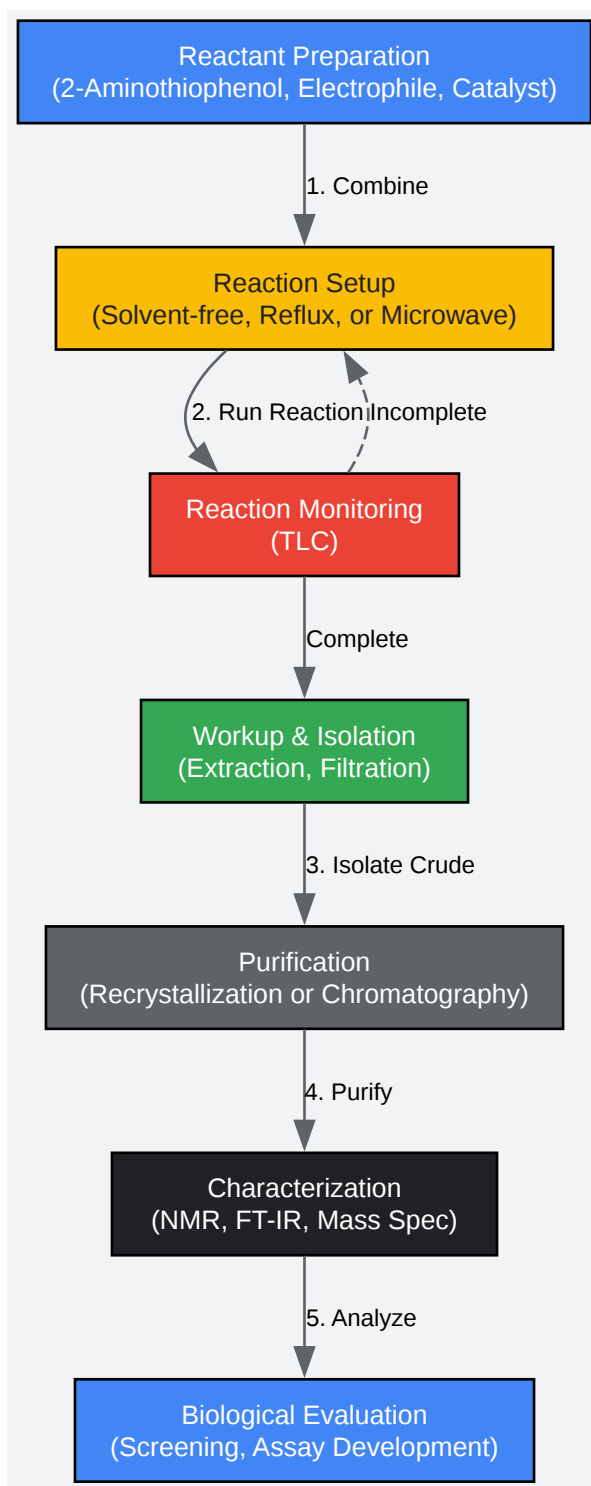 Reactant Preparation
(2-Aminothiophenol, Electrophile, Catalyst)
1. Combine
Reaction Setup
(Solvent-free, Reflux, or Microwave)
2. Run Reaction
Incomplete
Reaction Monitoring
(TLC)
Complete
Workup & Isolation
(Extraction, Filtration)
3. Isolate Crude
Purification
(Recrystallization or Chromatography)
4. Purify
Characterization
(NMR, FT-IR, Mass Spec)
5. Analyze
Biological Evaluation
(Screening, Assay Development)